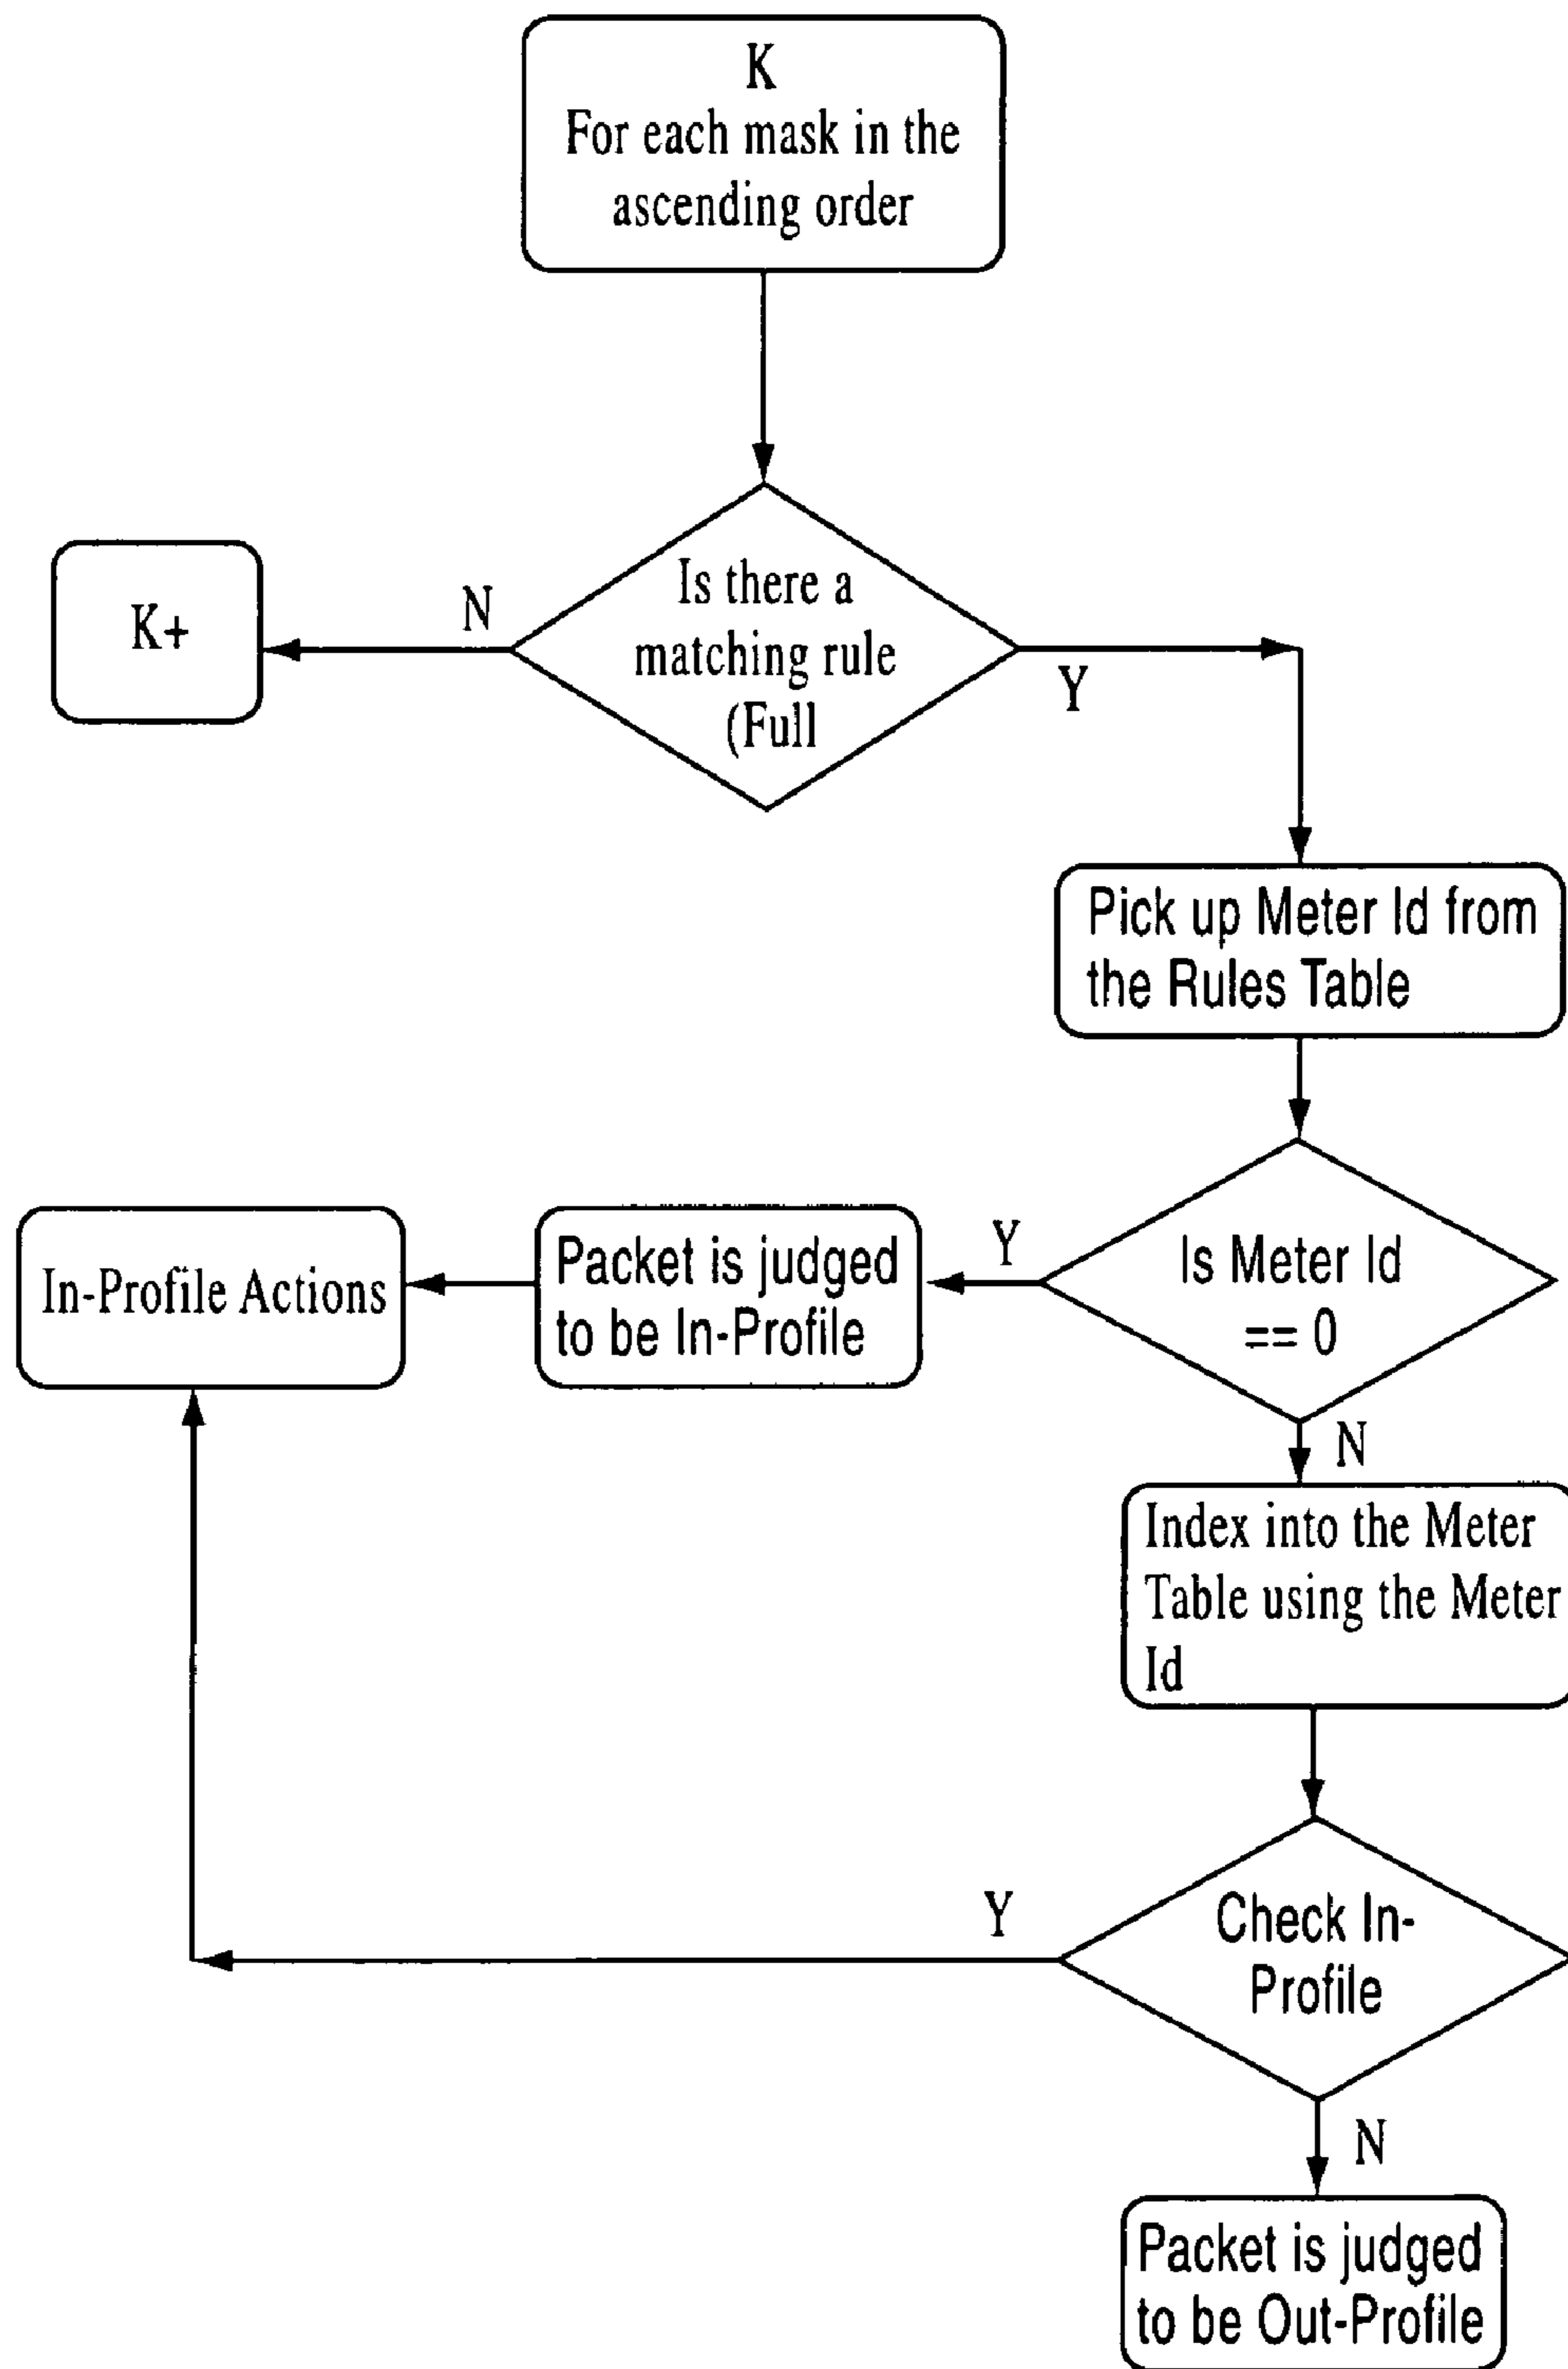 K
For each mask in the
ascending order
Is there a
matching rule
(Full
N
K+
Y
Pick up Meter Id from
the Rules Table
Is Meter Id
== 0
Y
Packet is judged
to be In-Profile
In-Profile Actions
N
Index into the Meter
Table using the Meter
Id
Check In-
Profile
Y
N
Packet is judged
to be Out-Profile